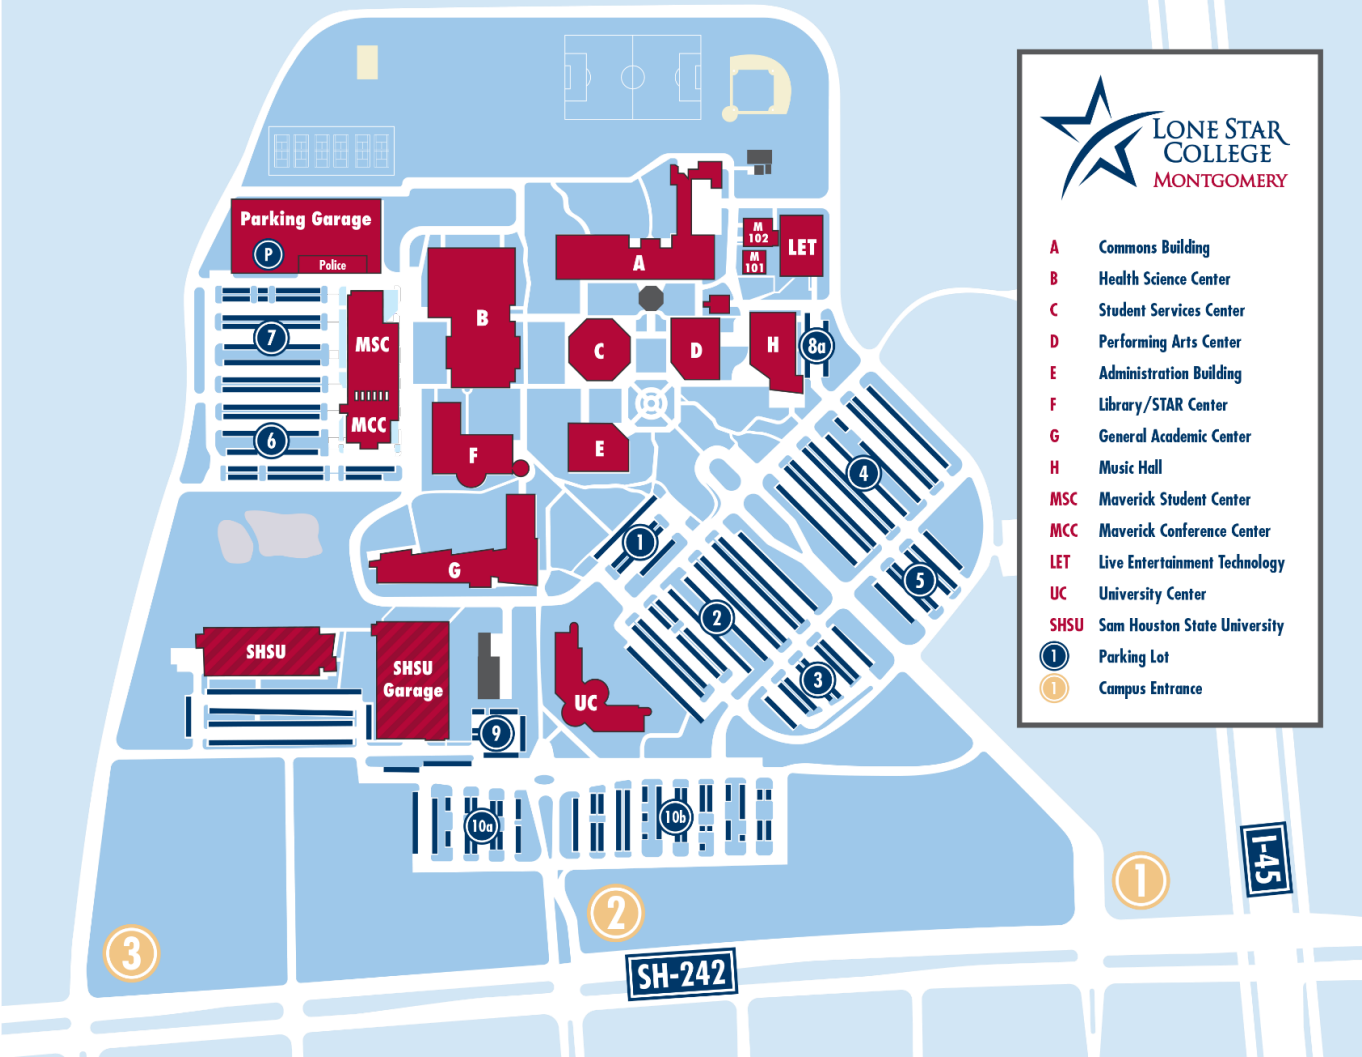 LONE STAR
COLLEGE
MONTGOMERY
A Commons Building
B Health Science Center
C Student Services Center
D Performing Arts Center
E Administration Building
F Library/STAR Center
G General Academic Center
H Music Hall
MSC Maverick Student Center
MCC Maverick Conference Center
LET Live Entertainment Technology
UC University Center
SHSU Sam Houston State University
1 Parking Lot
1 Campus Entrance
Parking Garage
P
Police
M
102
M
101
LET
A
B
C
D
H
8a
7
MSC
MCC
6
F
E
4
1
G
5
2
3
SHSU
SHSU
Garage
UC
9
10a
10b
1
2
3
I-45
SH-242